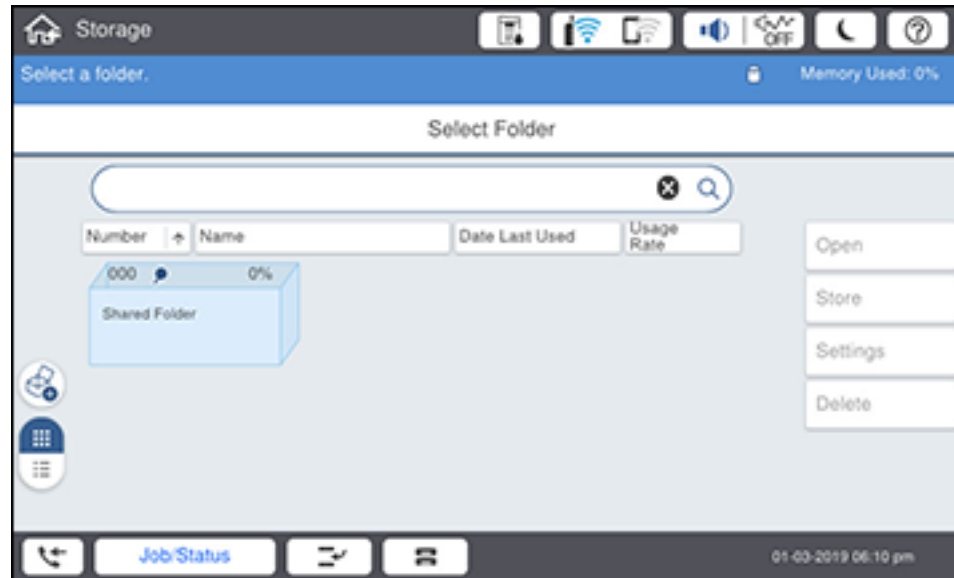 Storage
OFF
Select a folder.
Memory Used: 0%
Select Folder
Number
Name
Date Last Used
Usage
Rate
000
0%
Shared Folder
Open
Store
Settings
Delete
Job/Status
01-03-2019 06:10 pm